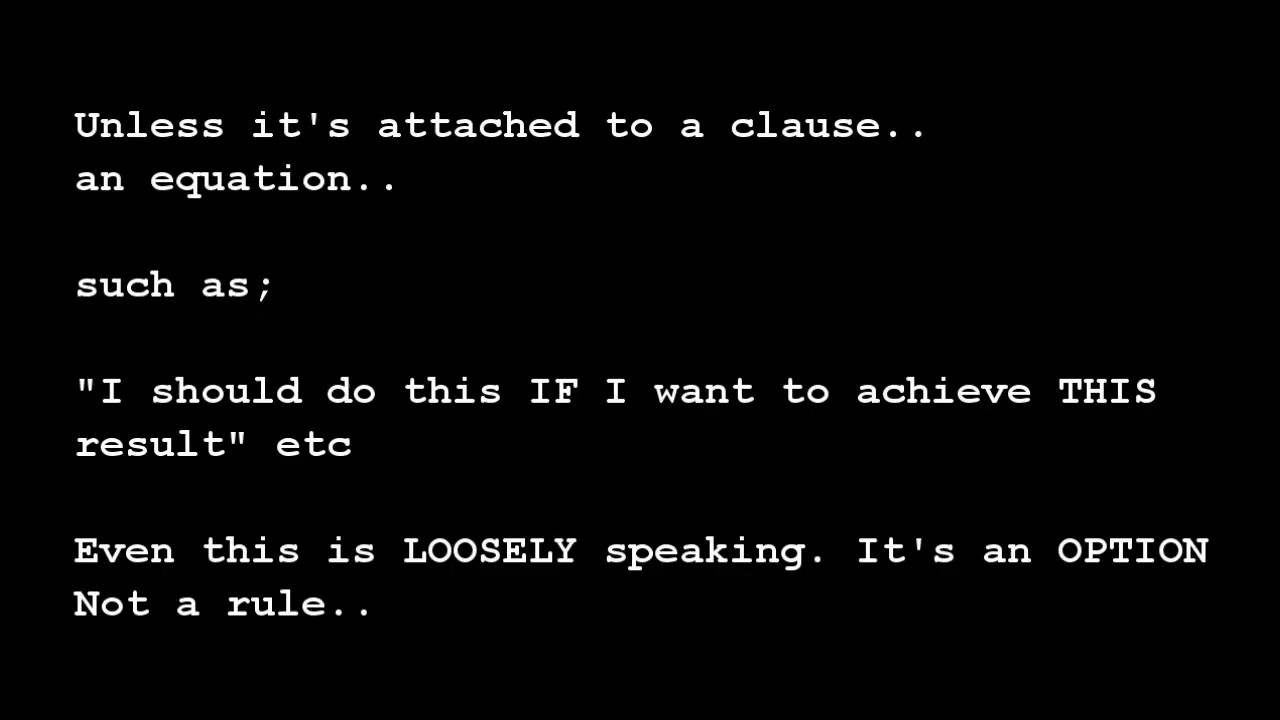 Unless it's attached to a clause..
an equation..
such as;
"I should do this IF I want to achieve THIS
result" etc
Even this is LOOSELY speaking. It's an OPTION
Not a rule..